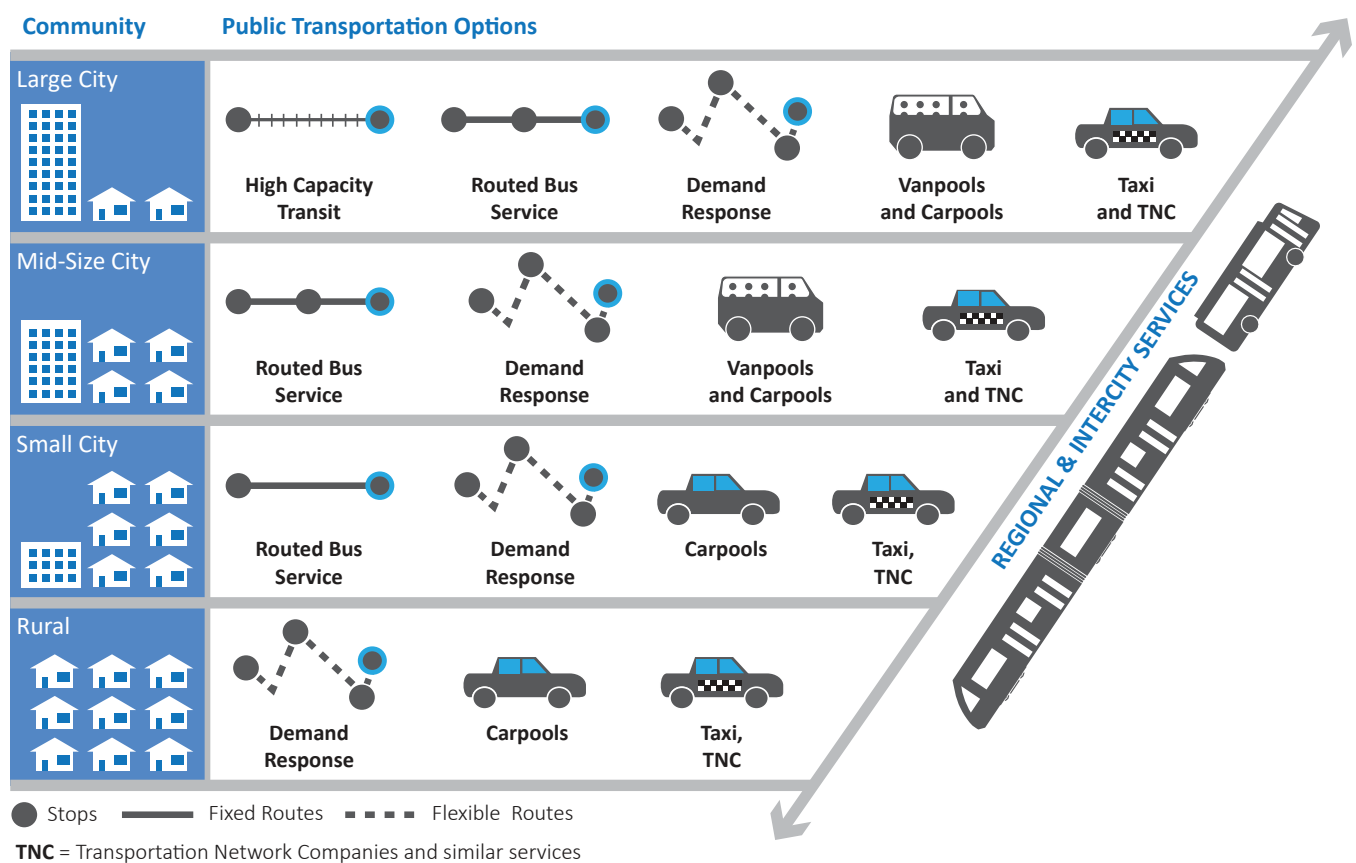 Community
Public Transportation Options
Large City
High Capacity
Transit
Routed Bus
Service
Demand
Response
Vanpools
and Carpools
Taxi
and TNC
Mid-Size City
Routed Bus
Service
Demand
Response
Vanpools
and Carpools
Taxi
and TNC
Small City
Routed Bus
Service
Demand
Response
Carpools
Taxi,
TNC
Rural
Demand
Response
Carpools
Taxi,
TNC
REGIONAL & INTERCITY SERVICES
Stops
Fixed Routes
Flexible Routes
TNC = Transportation Network Companies and similar services